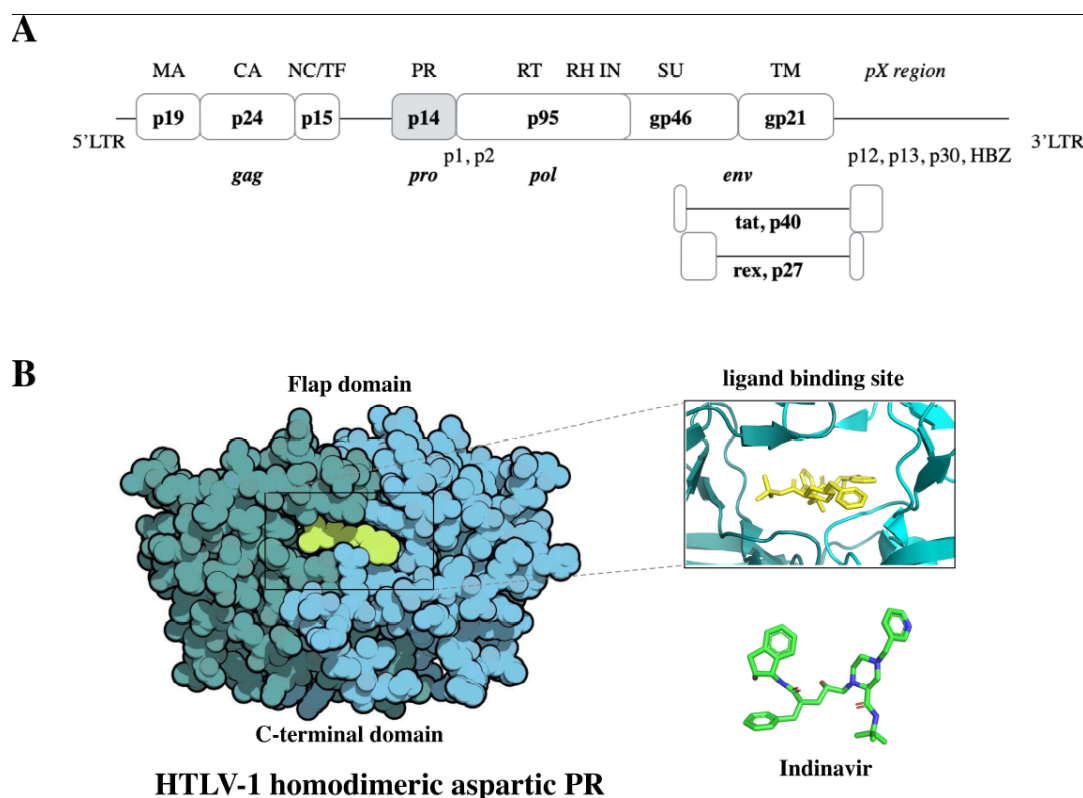 A
MA CA NC/TF PR RT RH IN SU TM pX region
p19 p24 p15 p14 p95 gp46 gp21
5'LTR 3'LTR
p1, p2 p12, p13, p30, HBZ
gag pro pol env
tat, p40
rex, p27
B
Flap domain ligand binding site
C-terminal domain
Indinavir
HTLV-1 homodimeric aspartic PR